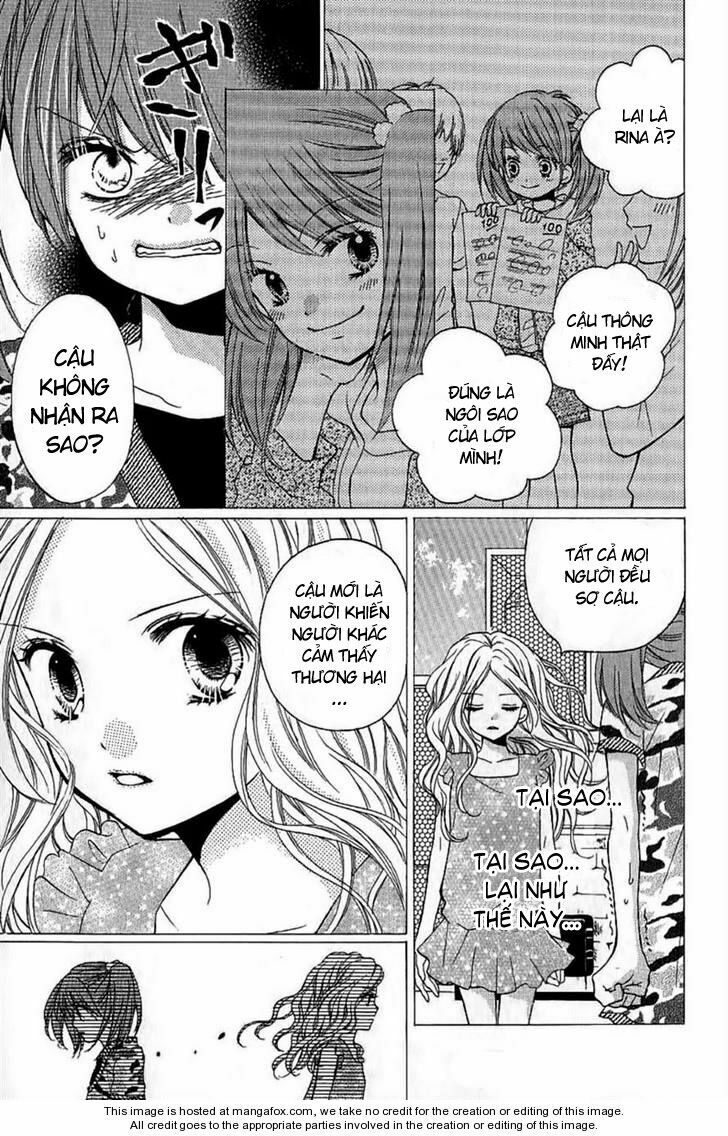 LẠI LÀ
RINA À?
100
100
CẬU THÔNG
MINH THẬT
ĐẤY!
ĐÚNG LÀ
NGÔI SAO
CỦA LỚP
MÌNH!
ギ
CẬU
KHÔNG
NHẬN RA
SAO?
TẤT CẢ MỌI
NGƯỜI ĐỀU
SỢ CẬU.
TẠI SAO...
TẠI SAO...
LẠI NHƯ
THẾ NÀY....
CẬU MỚI LÀ
NGƯỜI KHIẾN
NGƯỜI KHÁC
CẢM THẤY
THƯƠNG HẠI
...
This image is hosted at mangafox.com, we take no credit for the creation or editing of this image.
All credit goes to the appropriate parties involved in the creation or editing of this image.